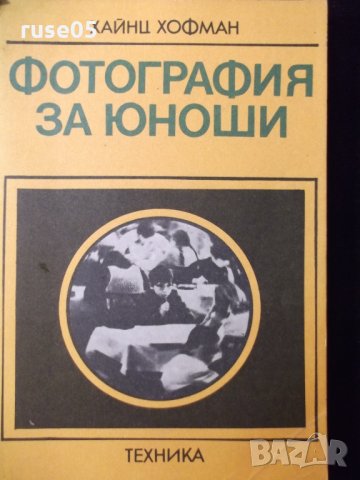 ruse05
ХАЙНЦ ХОФМАН
ФОТОГРАФИЯ
ЗА ЮНОШИ
ТЕХНИКА
BAZAR